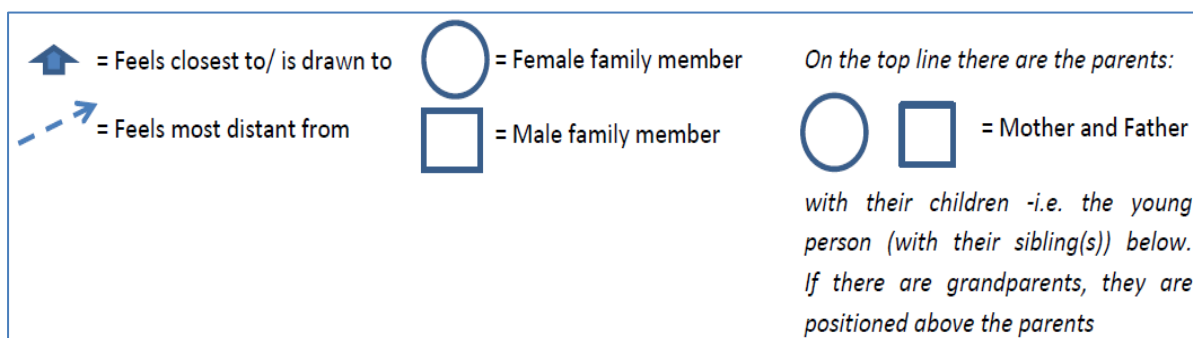 = Feels closest to/ is drawn to
= Feels most distant from
= Female family member
= Male family member
On the top line there are the parents:
= Mother and Father
with their children -i.e. the young
person (with their sibling(s)) below.
If there are grandparents, they are
positioned above the parents